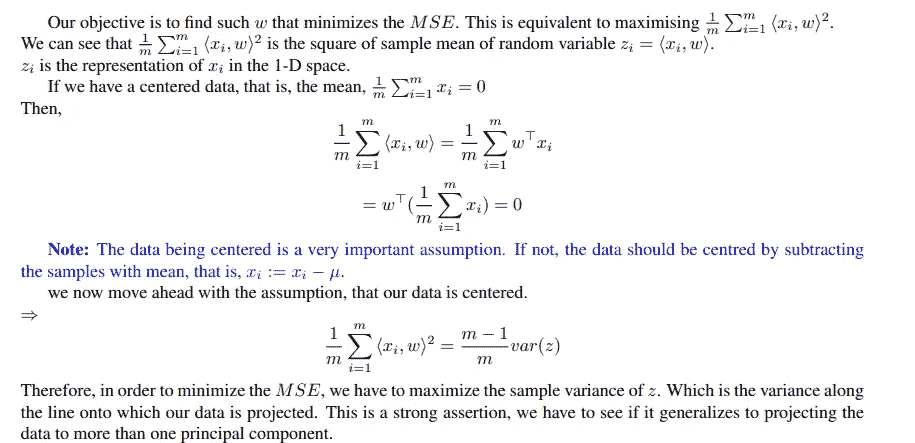 Our objective is to find such w that minimizes the MSE. This is equivalent to maximising $\frac{1}{m}\sum_{i=1}^{m}\langle x_i, w\rangle^2$.
We can see that $\frac{1}{m}\sum_{i=1}^{m}\langle x_i, w\rangle^2$ is the square of sample mean of random variable $z_i = \langle x_i, w\rangle$.
$z_i$ is the representation of $x_i$ in the 1-D space.
If we have a centered data, that is, the mean, $\frac{1}{m}\sum_{i=1}^{m} x_i = 0$
Then,
$\frac{1}{m}\sum_{i=1}^{m}\langle x_i, w\rangle = \frac{1}{m}\sum_{i=1}^{m} w^\top x_i$
$= w^\top(\frac{1}{m}\sum_{i=1}^{m} x_i) = 0$
Note: The data being centered is a very important assumption. If not, the data should be centred by subtracting
the samples with mean, that is, $x_i := x_i - \mu$.
we now move ahead with the assumption, that our data is centered.
⇒
$\frac{1}{m}\sum_{i=1}^{m}\langle x_i, w\rangle^2 = \frac{m-1}{m}var(z)$
Therefore, in order to minimize the MSE, we have to maximize the sample variance of z. Which is the variance along
the line onto which our data is projected. This is a strong assertion, we have to see if it generalizes to projecting the
data to more than one principal component.